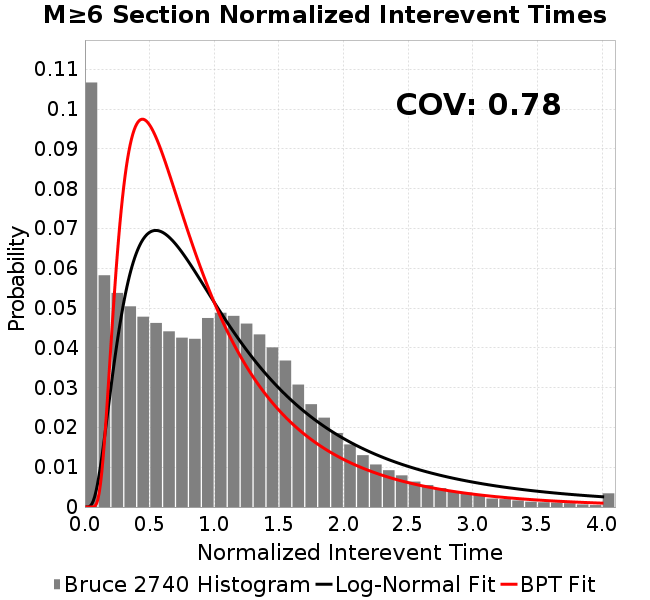 M≥6 Section Normalized Interevent Times
COV: 0.78
Probability
0.11
0.1
0.09
0.08
0.07
0.06
0.05
0.04
0.03
0.02
0.01
0
0.0 0.5 1.0 1.5 2.0 2.5 3.0 3.5 4.0
Normalized Interevent Time
Bruce 2740 Histogram Log-Normal Fit BPT Fit